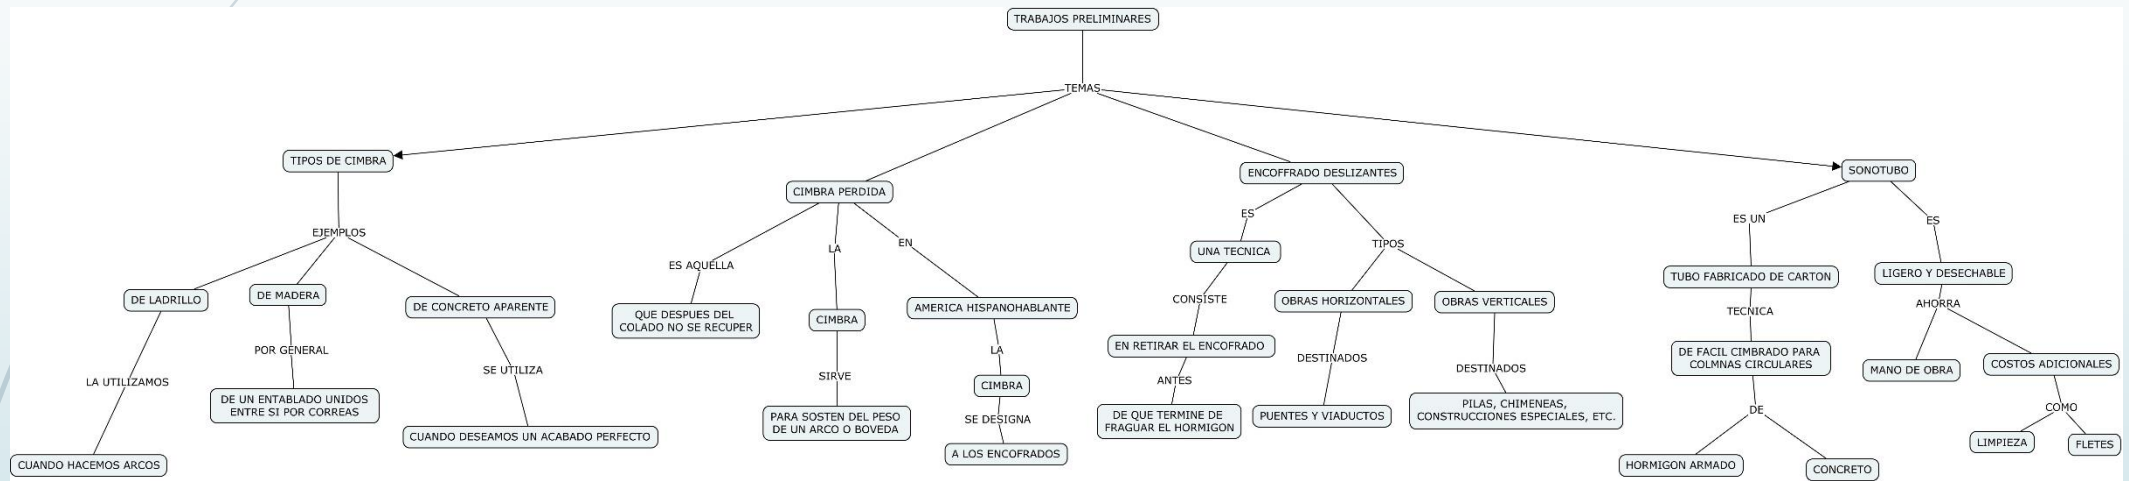 TRABAJOS PRELIMINARES
TEMAS
TIPOS DE CIMBRA
EJEMPLOS
DE LADRILLO
LA UTILIZAMOS
CUANDO HACEMOS ARCOS
DE MADERA
POR GENERAL
DE UN ENTABLADO UNIDOS
ENTRE SI POR CORREAS
DE CONCRETO APARENTE
SE UTILIZA
CUANDO DESEAMOS UN ACABADO PERFECTO
CIMBRA PERDIDA
ES AQUELLA
QUE DESPUES DEL
COLADO NO SE RECUPER
LA
CIMBRA
SIRVE
PARA SOSTEN DEL PESO
DE UN ARCO O BOVEDA
EN
AMERICA HISPANOHABLANTE
LA
CIMBRA
SE DESIGNA
A LOS ENCOFRADOS
ENCOFFRADO DESLIZANTES
ES
UNA TECNICA
CONSISTE
EN RETIRAR EL ENCOFRADO
ANTES
DE QUE TERMINE DE
FRAGUAR EL HORMIGON
TIPOS
OBRAS HORIZONTALES
DESTINADOS
PUENTES Y VIADUCTOS
OBRAS VERTICALES
DESTINADOS
PILAS, CHIMENEAS,
CONSTRUCCIONES ESPECIALES, ETC.
SONOTUBO
ES UN
TUBO FABRICADO DE CARTON
TECNICA
DE FACIL CIMBRADO PARA
COLMNAS CIRCULARES
DE
HORMIGON ARMADO
CONCRETO
ES
LIGERO Y DESECHABLE
AHORRA
MANO DE OBRA
COSTOS ADICIONALES
COMO
LIMPIEZA
FLETES